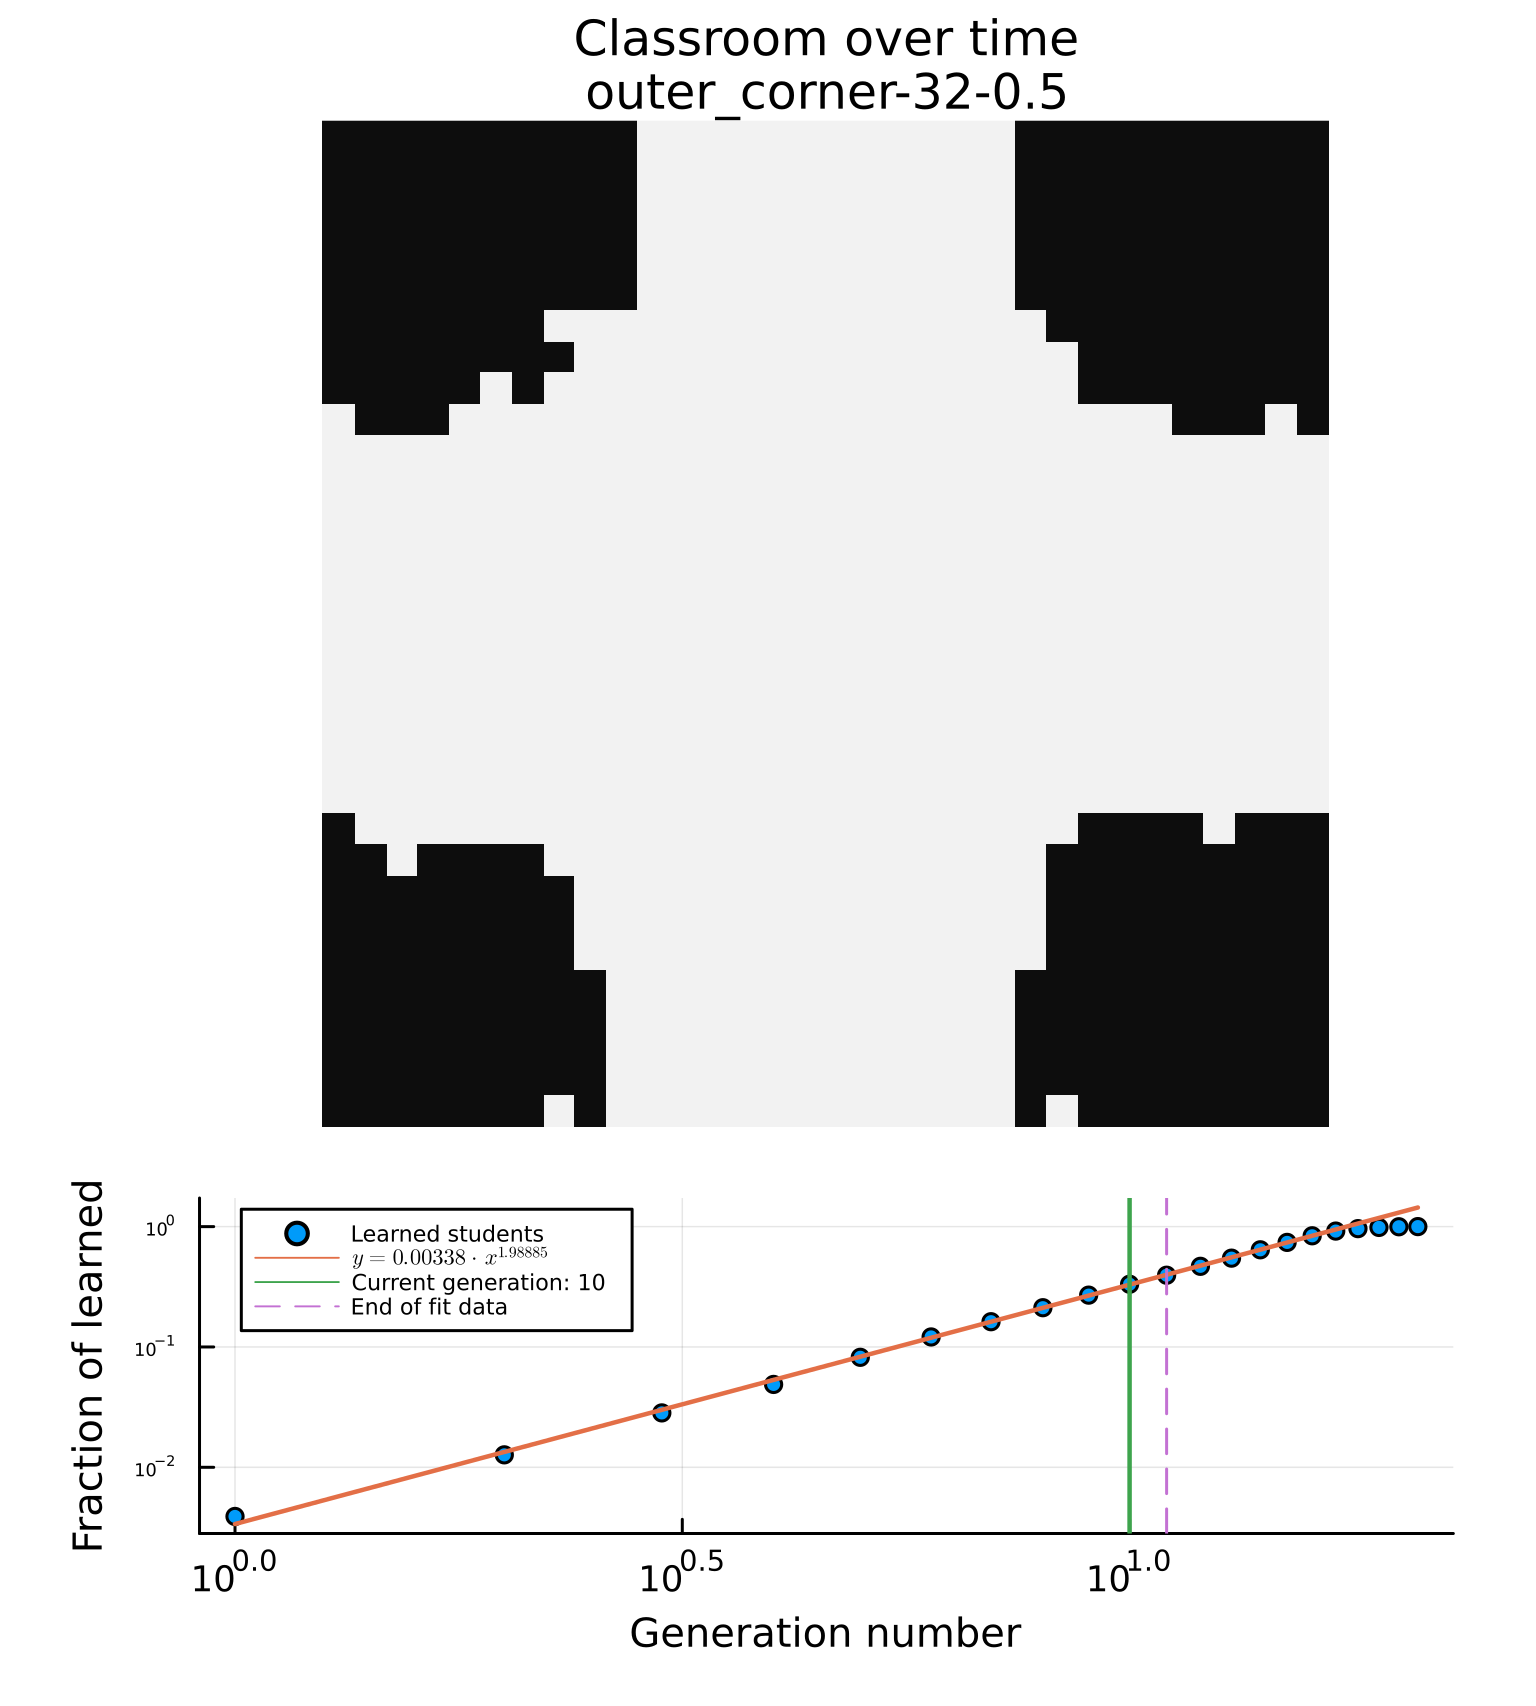 Classroom over time
outer_corner-32-0.5
Fraction of learned
10^0
10^-1
10^-2
Learned students
y = 0.00338 · x^1.98885
Current generation: 10
End of fit data
10^0.0 10^0.5 10^1.0
Generation number